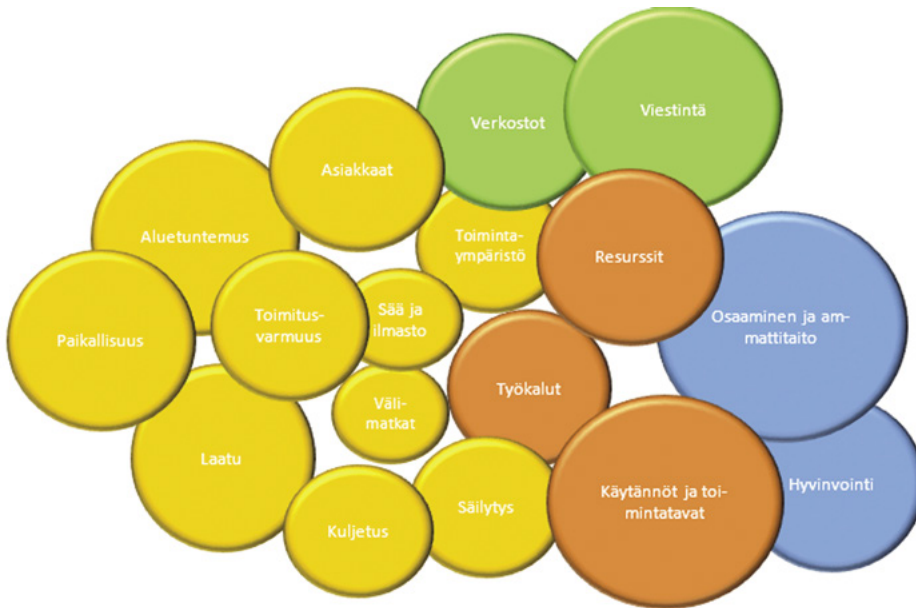 Viestintä
Verkostot
Asiakkaat
Aluetuntemus
Toiminta-
ympäristö
Resurssit
Paikallisuus
Toimitus-
varmuus
Sää ja
ilmasto
Osaaminen ja am-
mattitaito
Työkalut
Väli-
matkat
Laatu
Kuljetus
Säilytys
Käytännöt ja toi-
mintatavat
Hyvinvointi